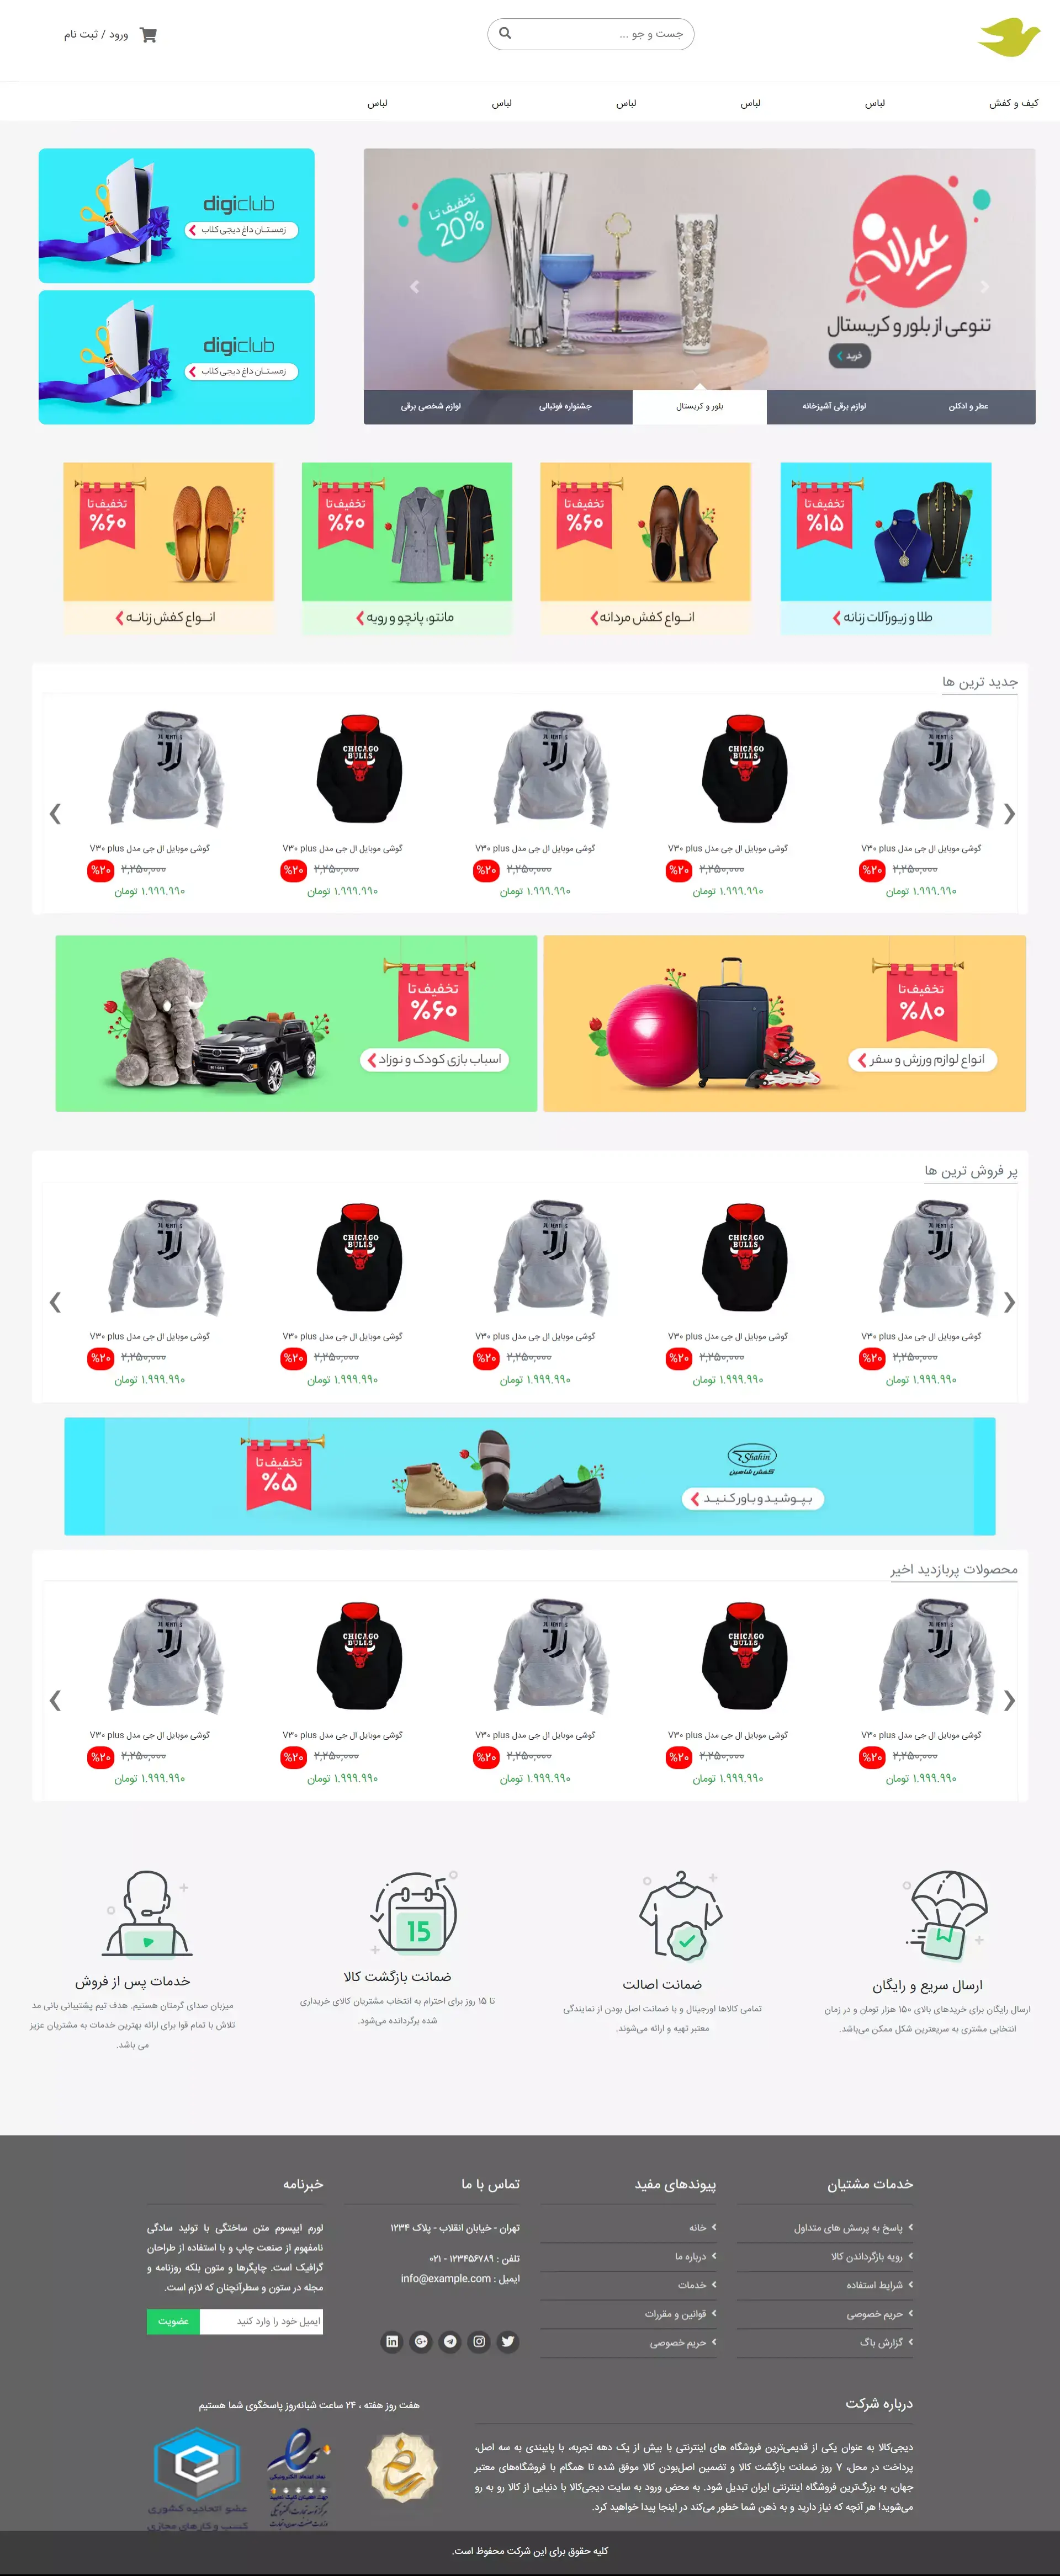 جست و جو ...
ورود / ثبت نام
کیف و کفش
لباس
لباس
لباس
لباس
لباس
عیدانه
تنوعی از بلور و کریستال
خرید
تخفیف تا
20%
عطر و ادکلن
لوازم برقی آشپزخانه
بلور و کریستال
جشنواره فوتبالی
لوازم شخصی برقی
digiclub
زمستان داغ دیجی کلاب
digiclub
زمستان داغ دیجی کلاب
تخفیف تا
%۱۵
طلا و زیورآلات زنانه
تخفیف تا
%۶۰
انـواع کفش مردانه
تخفیف تا
%۶۰
مانتو، پانچو و رویه
تخفیف تا
%۶۰
انـواع کفش زنانـه
جدید ترین ها
CHICAGO
BULLS
CHICAGO
BULLS
گوشی موبایل ال جی مدل V۳۰ plus
۲,۲۵۰,۰۰۰ %۲۰
۱.۹۹۹.۹۹۰ تومان
گوشی موبایل ال جی مدل V۳۰ plus
۲,۲۵۰,۰۰۰ %۲۰
۱.۹۹۹.۹۹۰ تومان
گوشی موبایل ال جی مدل V۳۰ plus
۲,۲۵۰,۰۰۰ %۲۰
۱.۹۹۹.۹۹۰ تومان
گوشی موبایل ال جی مدل V۳۰ plus
۲,۲۵۰,۰۰۰ %۲۰
۱.۹۹۹.۹۹۰ تومان
گوشی موبایل ال جی مدل V۳۰ plus
۲,۲۵۰,۰۰۰ %۲۰
۱.۹۹۹.۹۹۰ تومان
تخفیف تا
%۸۰
انواع لوازم ورزش و سفر
تخفیف تا
%۶۰
اسباب بازی کودک و نوزاد
پر فروش ترین ها
CHICAGO
BULLS
CHICAGO
BULLS
گوشی موبایل ال جی مدل V۳۰ plus
۲,۲۵۰,۰۰۰ %۲۰
۱.۹۹۹.۹۹۰ تومان
گوشی موبایل ال جی مدل V۳۰ plus
۲,۲۵۰,۰۰۰ %۲۰
۱.۹۹۹.۹۹۰ تومان
گوشی موبایل ال جی مدل V۳۰ plus
۲,۲۵۰,۰۰۰ %۲۰
۱.۹۹۹.۹۹۰ تومان
گوشی موبایل ال جی مدل V۳۰ plus
۲,۲۵۰,۰۰۰ %۲۰
۱.۹۹۹.۹۹۰ تومان
گوشی موبایل ال جی مدل V۳۰ plus
۲,۲۵۰,۰۰۰ %۲۰
۱.۹۹۹.۹۹۰ تومان
Shahin
کفش شاهین
بـپـوشیـد و باور کـنـیـد
تخفیف تا
%۵
محصولات پربازدید اخیر
CHICAGO
BULLS
CHICAGO
BULLS
گوشی موبایل ال جی مدل V۳۰ plus
۲,۲۵۰,۰۰۰ %۲۰
۱.۹۹۹.۹۹۰ تومان
گوشی موبایل ال جی مدل V۳۰ plus
۲,۲۵۰,۰۰۰ %۲۰
۱.۹۹۹.۹۹۰ تومان
گوشی موبایل ال جی مدل V۳۰ plus
۲,۲۵۰,۰۰۰ %۲۰
۱.۹۹۹.۹۹۰ تومان
گوشی موبایل ال جی مدل V۳۰ plus
۲,۲۵۰,۰۰۰ %۲۰
۱.۹۹۹.۹۹۰ تومان
گوشی موبایل ال جی مدل V۳۰ plus
۲,۲۵۰,۰۰۰ %۲۰
۱.۹۹۹.۹۹۰ تومان
ارسال سریع و رایگان
ارسال رایگان برای خریدهای بالای ۱۵۰ هزار تومان و در زمان
انتخابی مشتری به سریعترین شکل ممکن می‌باشد.
ضمانت اصالت
تمامی کالاها اورجینال و با ضمانت اصل بودن از نمایندگی
معتبر تهیه و ارائه می‌شوند.
15
ضمانت بازگشت کالا
تا ۱۵ روز برای احترام به انتخاب مشتریان کالای خریداری
شده برگردانده می‌شود.
خدمات پس از فروش
میزبان صدای گرمتان هستیم. هدف تیم پشتیبانی بانی مد
تلاش با تمام قوا برای ارائه بهترین خدمات به مشتریان عزیز
می باشد.
خدمات مشتیان
پاسخ به پرسش های متداول
رویه بازگرداندن کالا
شرایط استفاده
حریم خصوصی
گزارش باگ
پیوندهای مفید
خانه
درباره ما
خدمات
قوانین و مقررات
حریم خصوصی
تماس با ما
تهران - خیابان انقلاب - پلاک ۱۲۳۴
تلفن : ۱۲۳۴۵۶۷۸۹ - ۰۲۱
ایمیل : info@example.com
خبرنامه
لورم ایپسوم متن ساختگی با تولید سادگی
نامفهوم از صنعت چاپ و با استفاده از طراحان
گرافیک است. چاپگرها و متون بلکه روزنامه و
مجله در ستون و سطرآنچنان که لازم است.
ایمیل خود را وارد کنید
عضویت
درباره شرکت
دیجی‌کالا به عنوان یکی از قدیمی‌ترین فروشگاه های اینترنتی با بیش از یک دهه تجربه، با پایبندی به سه اصل،
پرداخت در محل، ۷ روز ضمانت بازگشت کالا و تضمین اصل‌بودن کالا موفق شده تا همگام با فروشگاه‌های معتبر
جهان، به بزرگ‌ترین فروشگاه اینترنتی ایران تبدیل شود. به محض ورود به سایت دیجی‌کالا با دنیایی از کالا رو به رو
می‌شوید! هر آنچه که نیاز دارید و به ذهن شما خطور می‌کند در اینجا پیدا خواهید کرد.
هفت روز هفته ، ۲۴ ساعت شبانه‌روز پاسخگوی شما هستیم
نماد اعتماد الکترونیکی
عضو اتحادیه کشوری
کسب و کارهای مجازی
کلیه حقوق برای این شرکت محفوظ است.